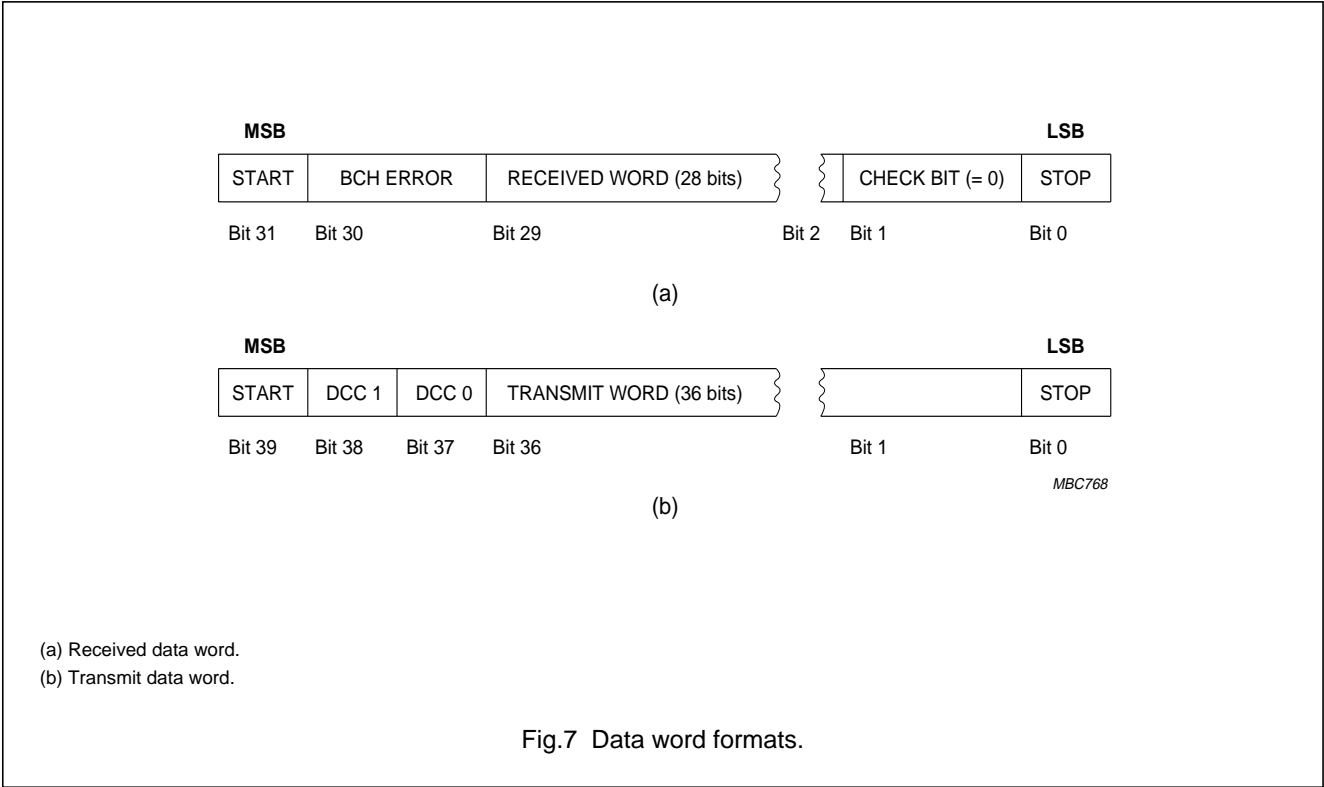 MSB LSB
START BCH ERROR RECEIVED WORD (28 bits) CHECK BIT (= 0) STOP
Bit 31 Bit 30 Bit 29 Bit 2 Bit 1 Bit 0
(a)
MSB LSB
START DCC 1 DCC 0 TRANSMIT WORD (36 bits) STOP
Bit 39 Bit 38 Bit 37 Bit 36 Bit 1 Bit 0
MBC768
(b)
(a) Received data word.
(b) Transmit data word.
Fig.7 Data word formats.